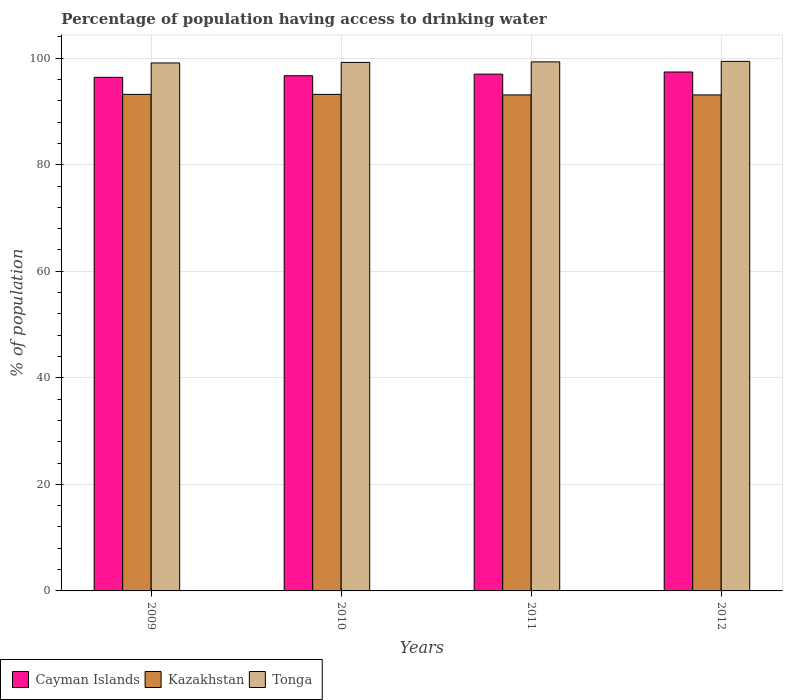 Percentage of population having access to drinking water
% of population
100
80
60
40
20
0
2009
2010
2011
2012
Years
Cayman Islands
Kazakhstan
Tonga